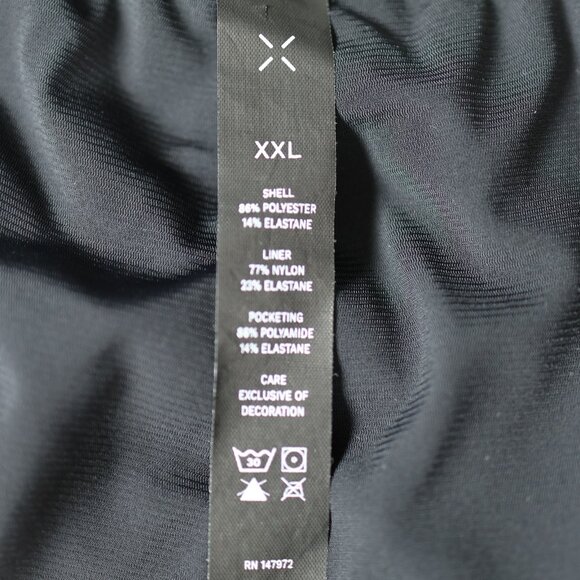 XXL
SHELL
86% POLYESTER
14% ELASTANE
LINER
77% NYLON
23% ELASTANE
POCKETING
86% POLYAMIDE
14% ELASTANE
CARE
EXCLUSIVE OF
DECORATION
30
RN 147972